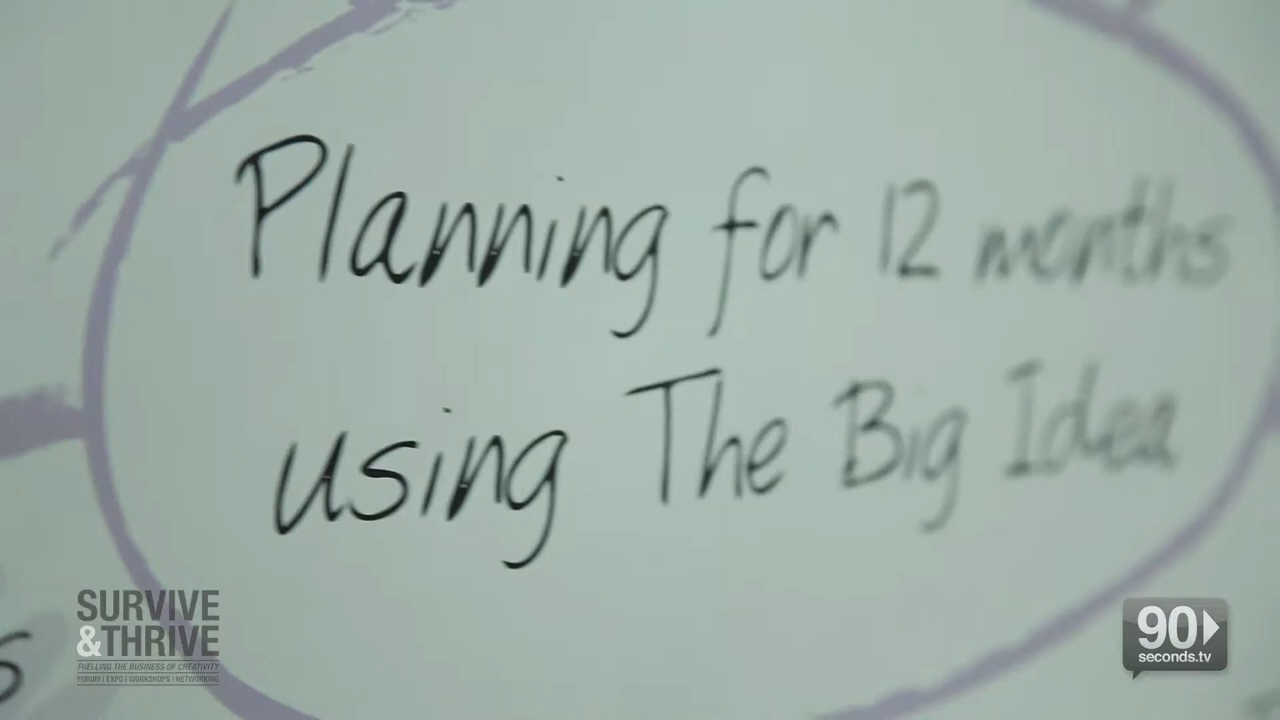 Planning for 12 months
using The Big Idea
s
SURVIVE
&THRIVE
FUELLING THE BUSINESS OF CREATIVITY
FORUM I EXPO I WORKSHOPS I NETWORKING
90
seconds.tv